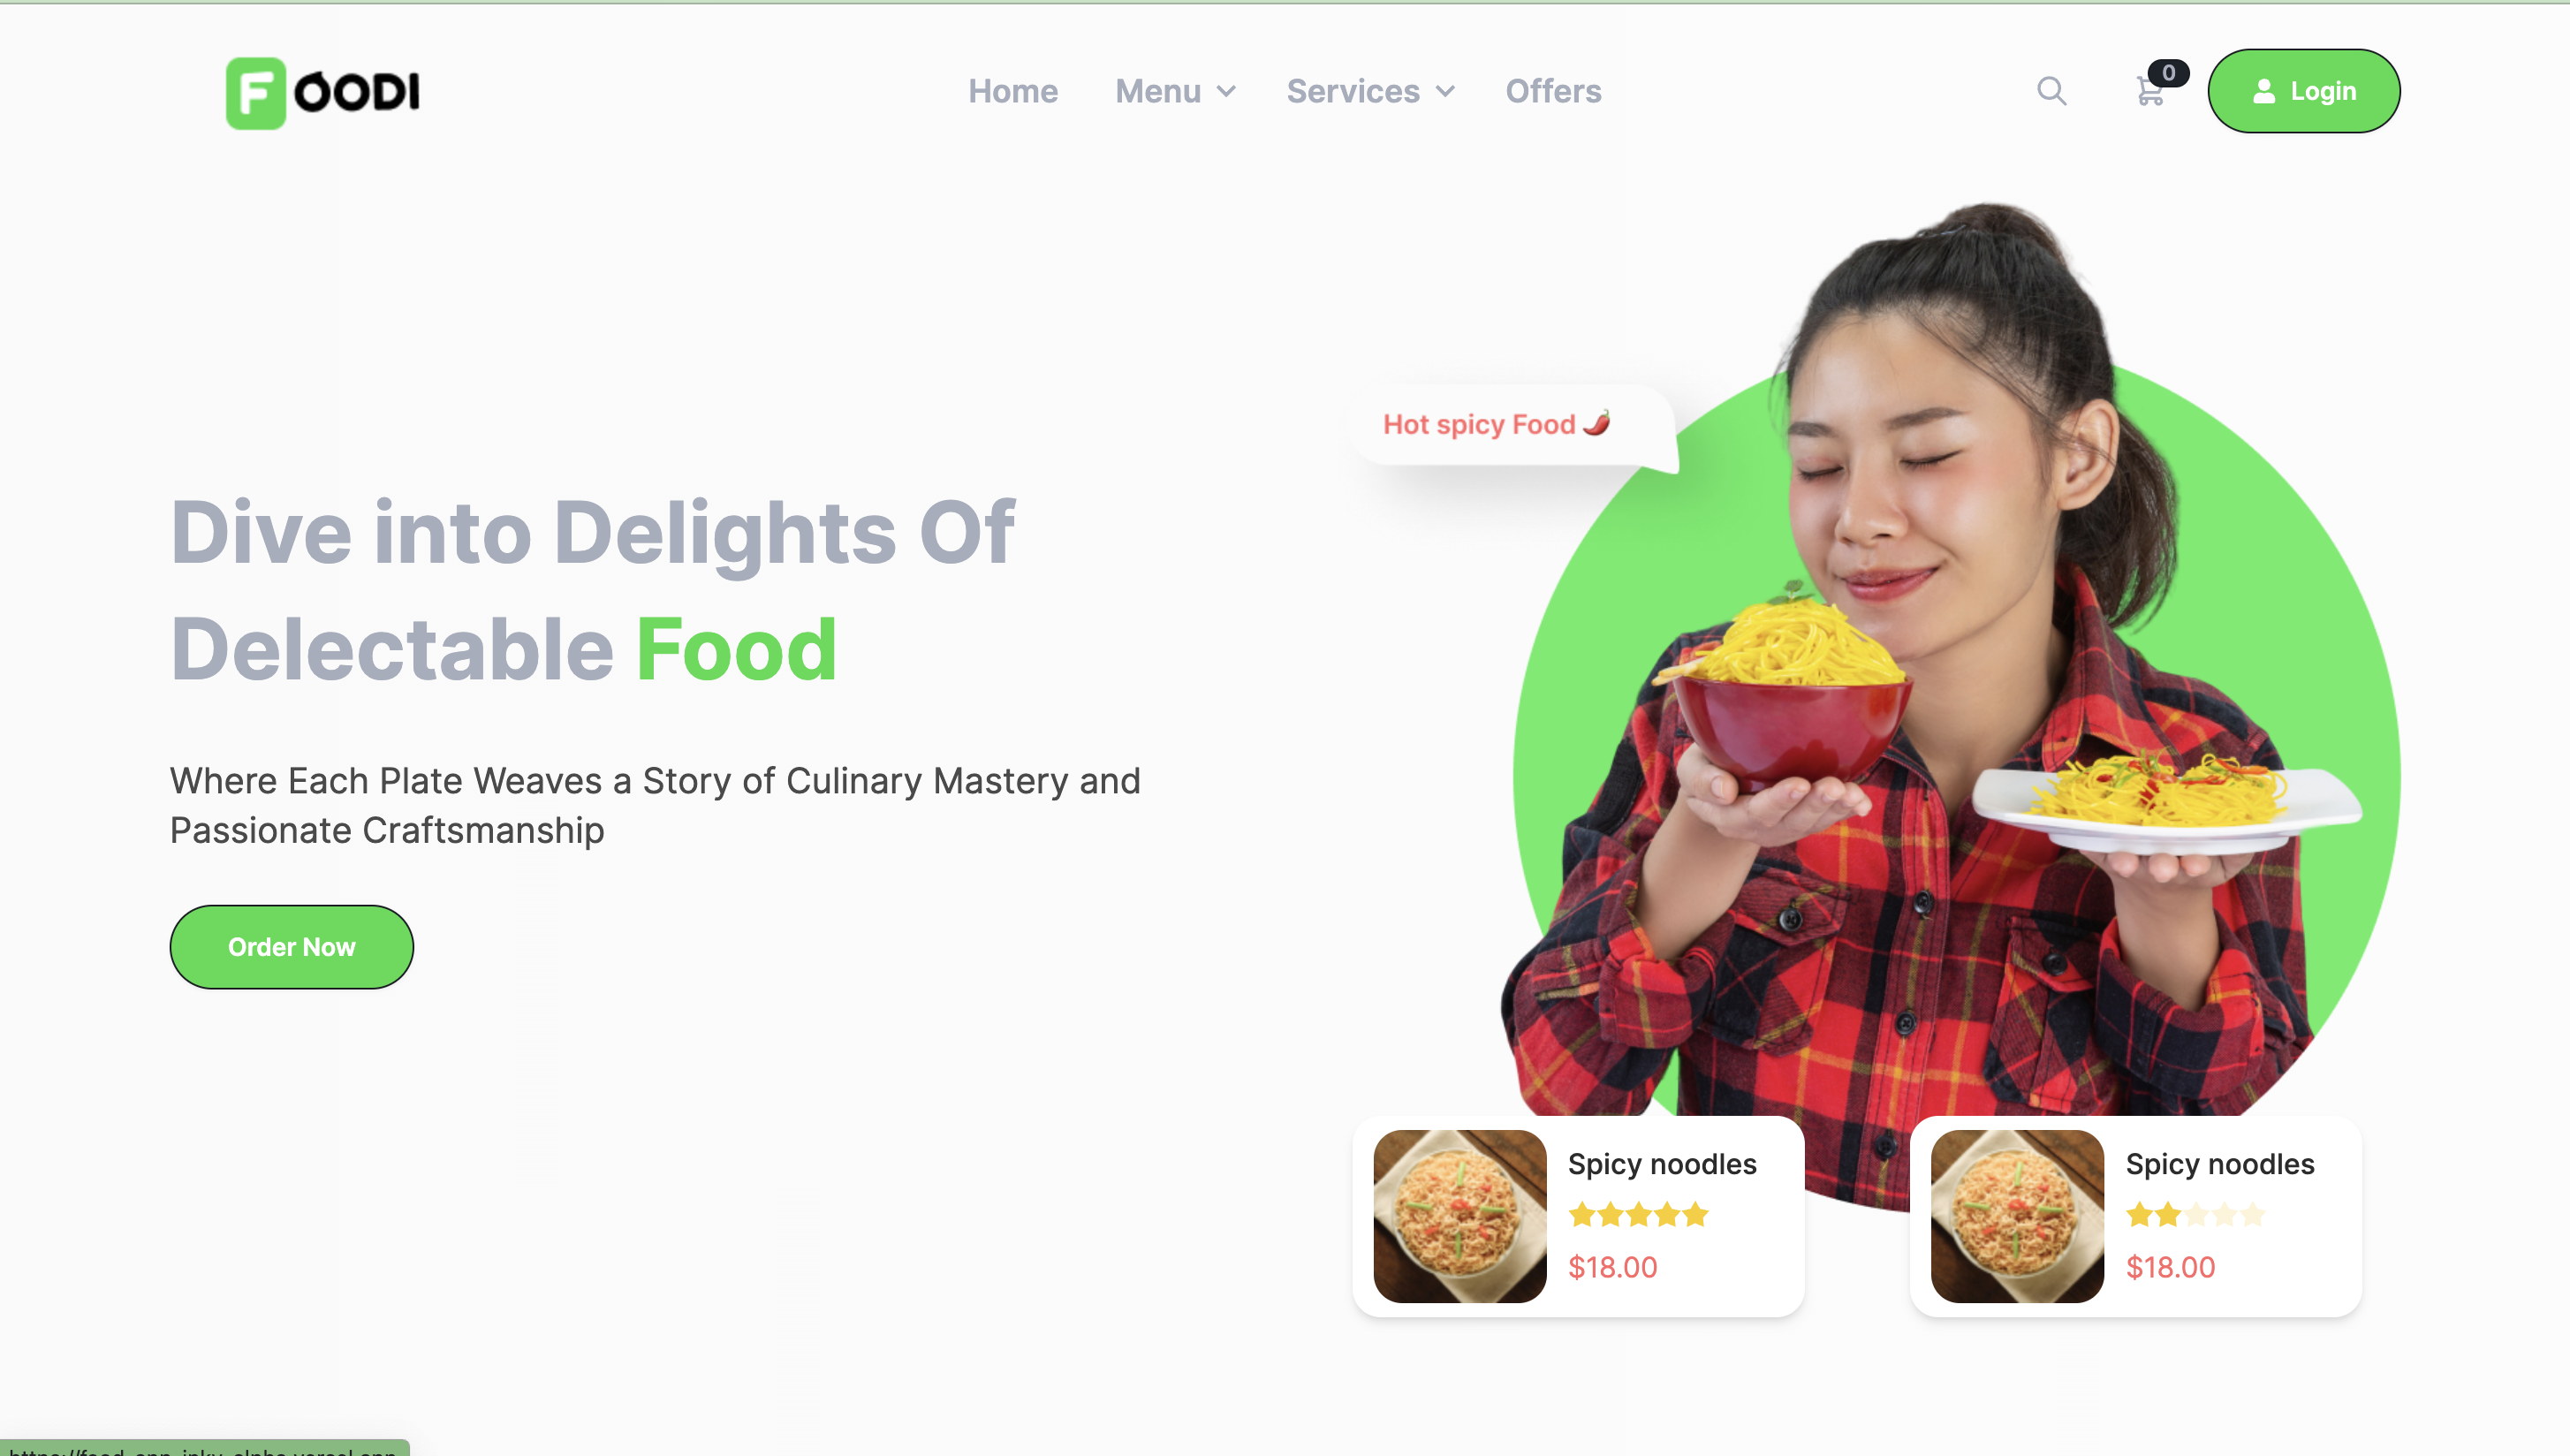 FOODI
Home Menu Services Offers 0 Login
Hot spicy Food
Dive into Delights Of
Delectable Food
Where Each Plate Weaves a Story of Culinary Mastery and
Passionate Craftsmanship
Order Now
Spicy noodles
$18.00
Spicy noodles
$18.00